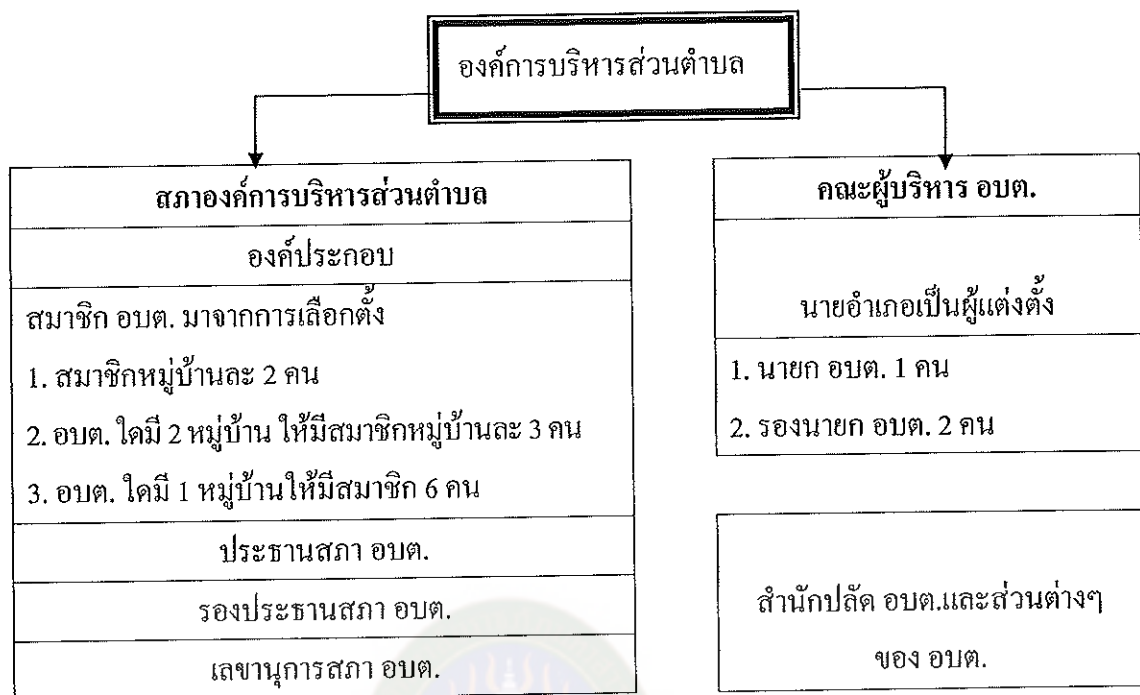 องค์การบริหารส่วนตำบล
สภาองค์การบริหารส่วนตำบล
องค์ประกอบ
สมาชิก อบต. มาจากการเลือกตั้ง
1. สมาชิกหมู่บ้านละ 2 คน
2. อบต. ใดมี 2 หมู่บ้าน ให้มีสมาชิกหมู่บ้านละ 3 คน
3. อบต. ใดมี 1 หมู่บ้านให้มีสมาชิก 6 คน
ประธานสภา อบต.
รองประธานสภา อบต.
เลขานุการสภา อบต.
คณะผู้บริหาร อบต.
นายอำเภอเป็นผู้แต่งตั้ง
1. นายก อบต. 1 คน
2. รองนายก อบต. 2 คน
สำนักปลัด อบต.และส่วนต่างๆ
ของ อบต.